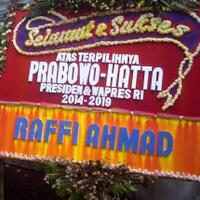 Selamat & Sukses
ATAS TERPILIHNYA
PRABOWO-HATTA
PRESIDEN & WAPRES RI
2014-2019
RAFFI AHMAD